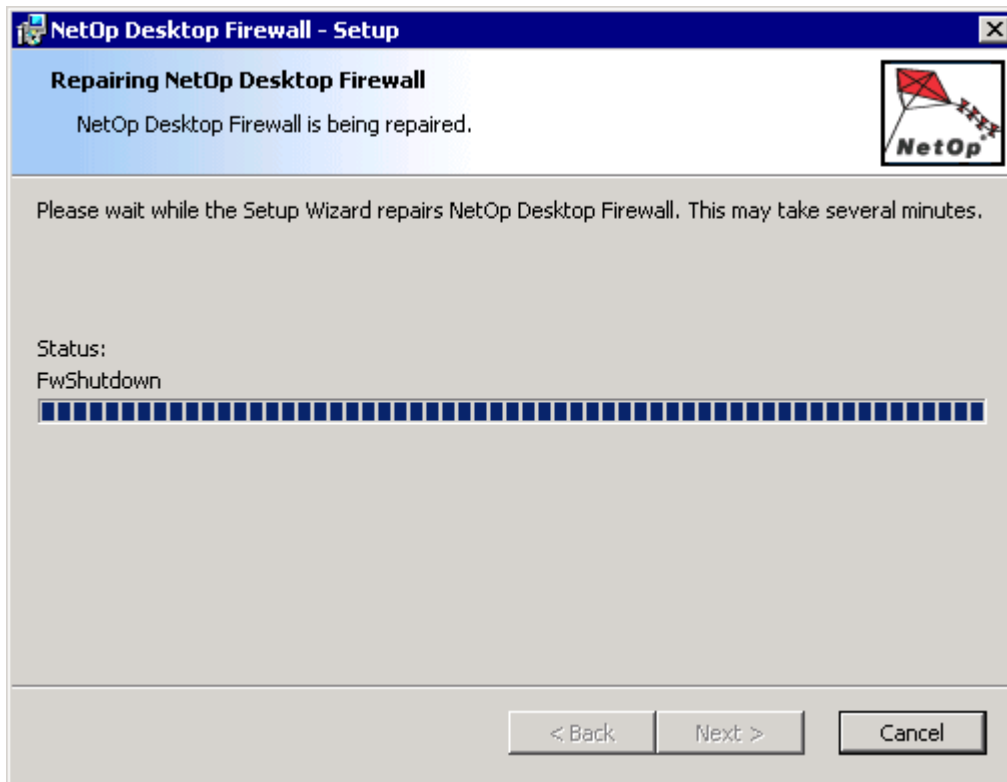 NetOp Desktop Firewall - Setup
Repairing NetOp Desktop Firewall
NetOp Desktop Firewall is being repaired.
NetOp®
Please wait while the Setup Wizard repairs NetOp Desktop Firewall. This may take several minutes.
Status:
FwShutdown
< Back
Next >
Cancel